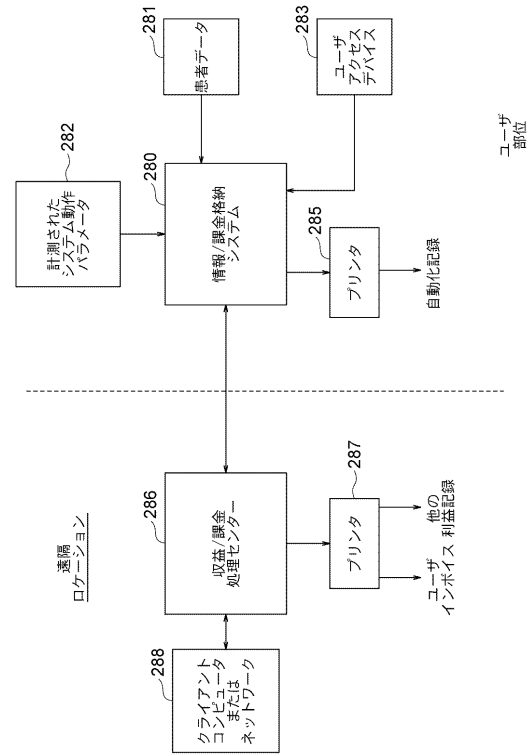 遠隔
ロケーション
288
クライアント
コンピュータ
または
ネットワーク
286
収益/課金
処理センター
287
プリンタ
ユーザ
インボイス
他の
利益記録
282
計測された
システム動作
パラメータ
280
情報/課金格納
システム
281
患者データ
283
ユーザ
アクセス
デバイス
285
プリンタ
自動化記録
ユーザ
部位